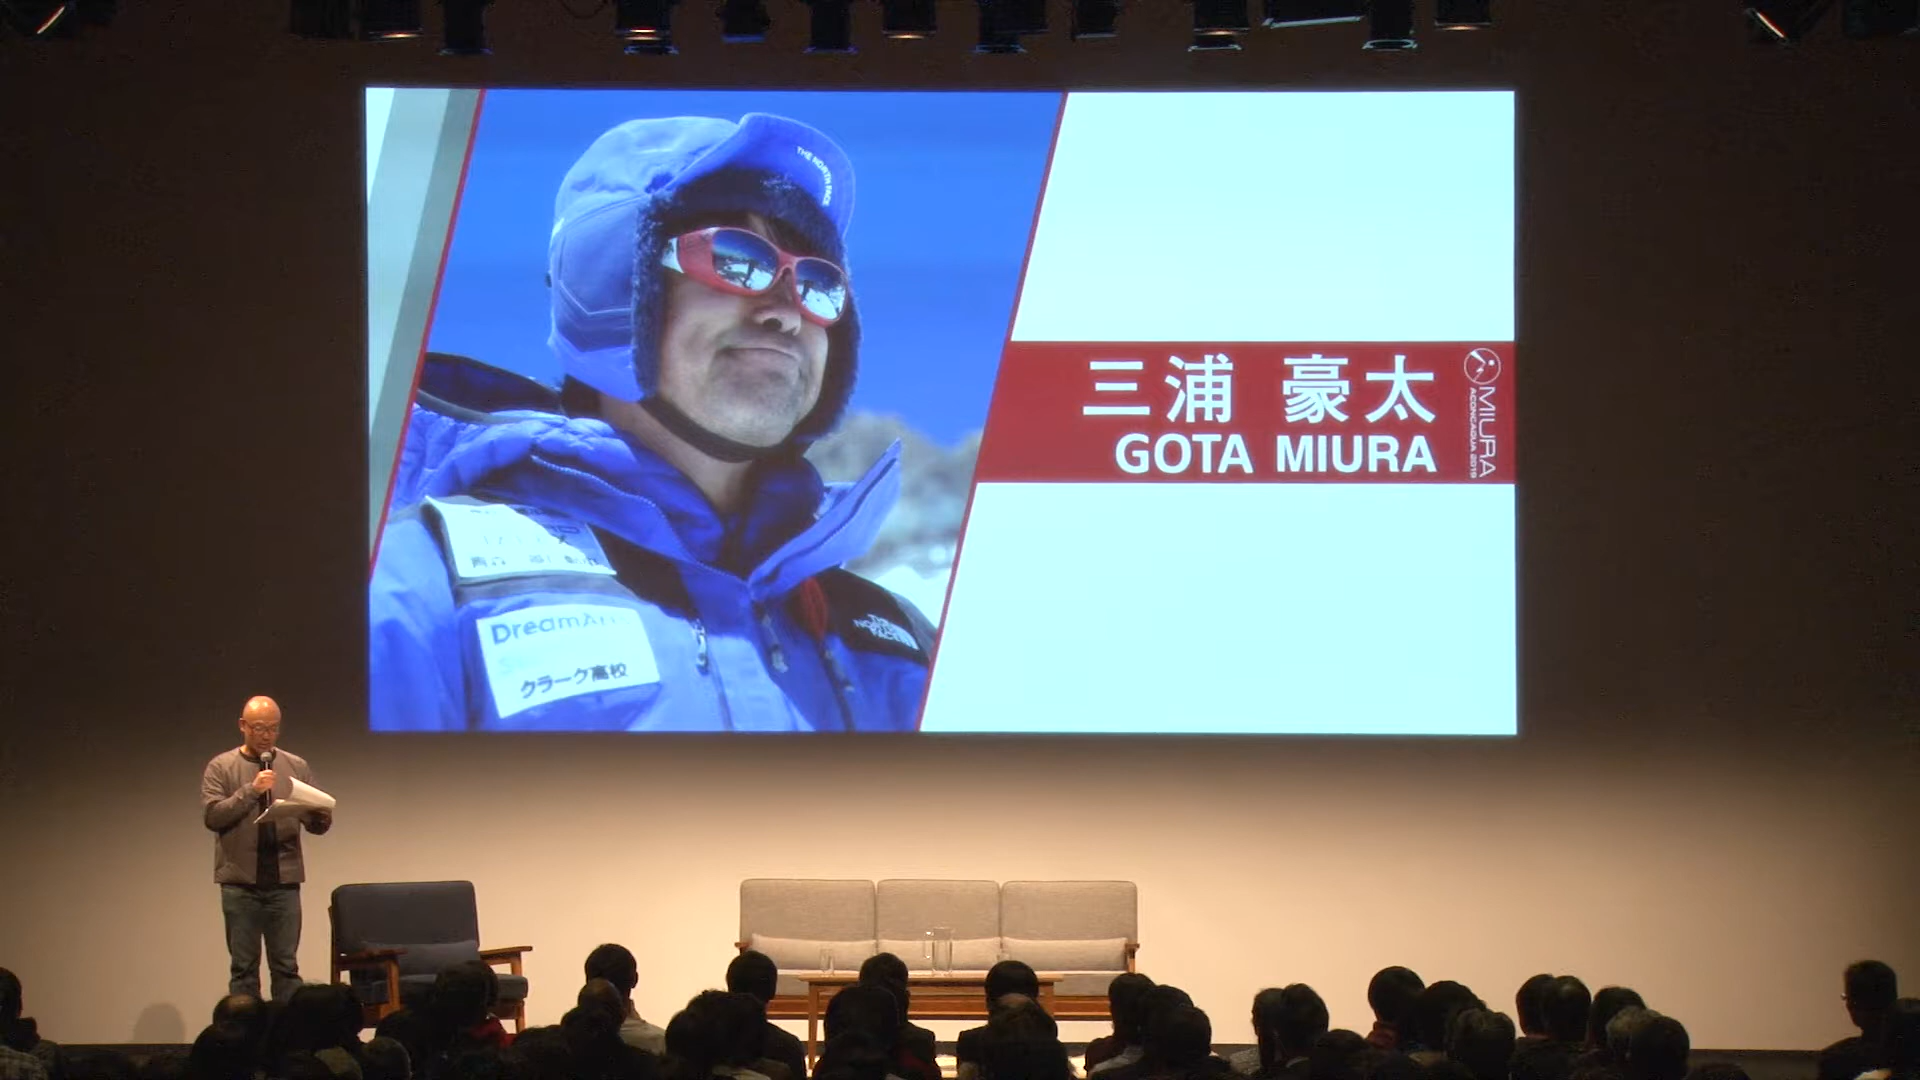 THE NORTH FACE
三浦 豪太
GOTA MIURA
MIURA
ACONCAGUA 2019
DreamArts
クラーク高校
THE
NORTH
FACE